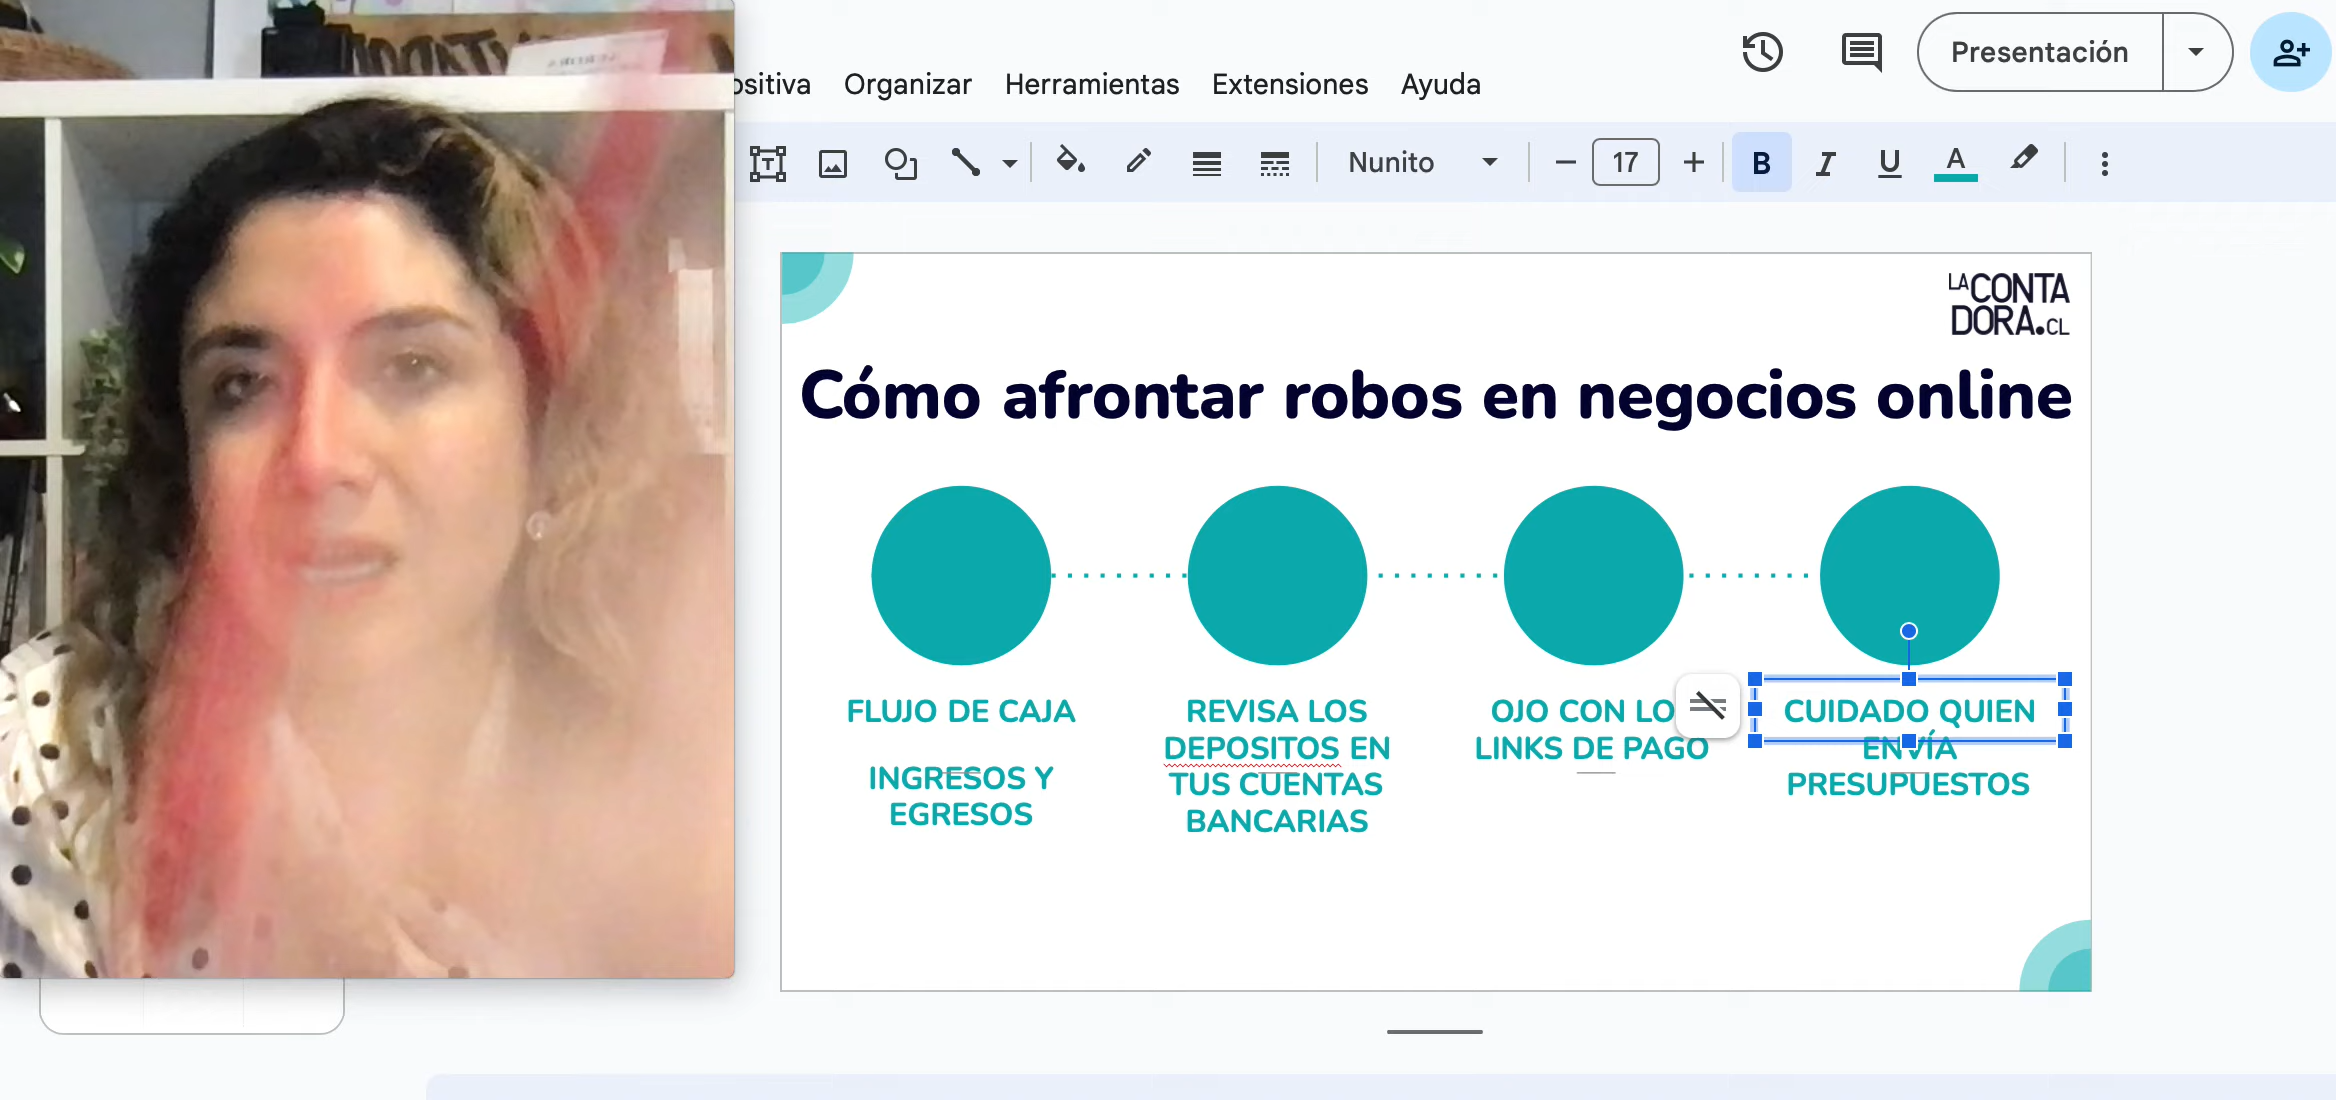 ositiva Organizar Herramientas Extensiones Ayuda
Presentación
Nunito
17
B
I
U
A
LA CONTA
DORA.CL
Cómo afrontar robos en negocios online
FLUJO DE CAJA
INGRESOS Y
EGRESOS
REVISA LOS
DEPOSITOS EN
TUS CUENTAS
BANCARIAS
OJO CON LO
LINKS DE PAGO
CUIDADO QUIEN
ENVÍA
PRESUPUESTOS